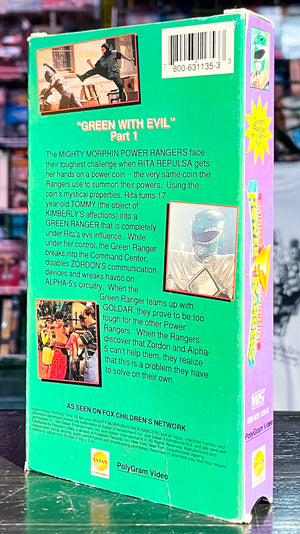 7 800-631135-3 3
"GREEN WITH EVIL"
Part 1
The MIGHTY MORPHIN POWER RANGERS face
their toughest challenge when RITA REPULSA gets
her hands on a power coin -- the very same coin the
Rangers use to summon their powers. Using the
coin's mystical properties, Rita turns 17
year-old TOMMY (the object of
KIMBERLY'S affections) into a
GREEN RANGER that is completely
under Rita's evil influence. While
under her control, the Green Ranger
breaks into the Command Center,
disables ZORDON'S communication
devices and wreaks havoc on
ALPHA-5's circuitry. When the
Green Ranger teams up with
GOLDAR, they prove to be too
tough for the other Power
Rangers. When the Rangers
discover that Zordon and Alpha-
5 can't help them, they realize
that this is a problem they have
to solve on their own.
AS SEEN ON FOX CHILDREN'S NETWORK
SABAN
PolyGram Video
VHS